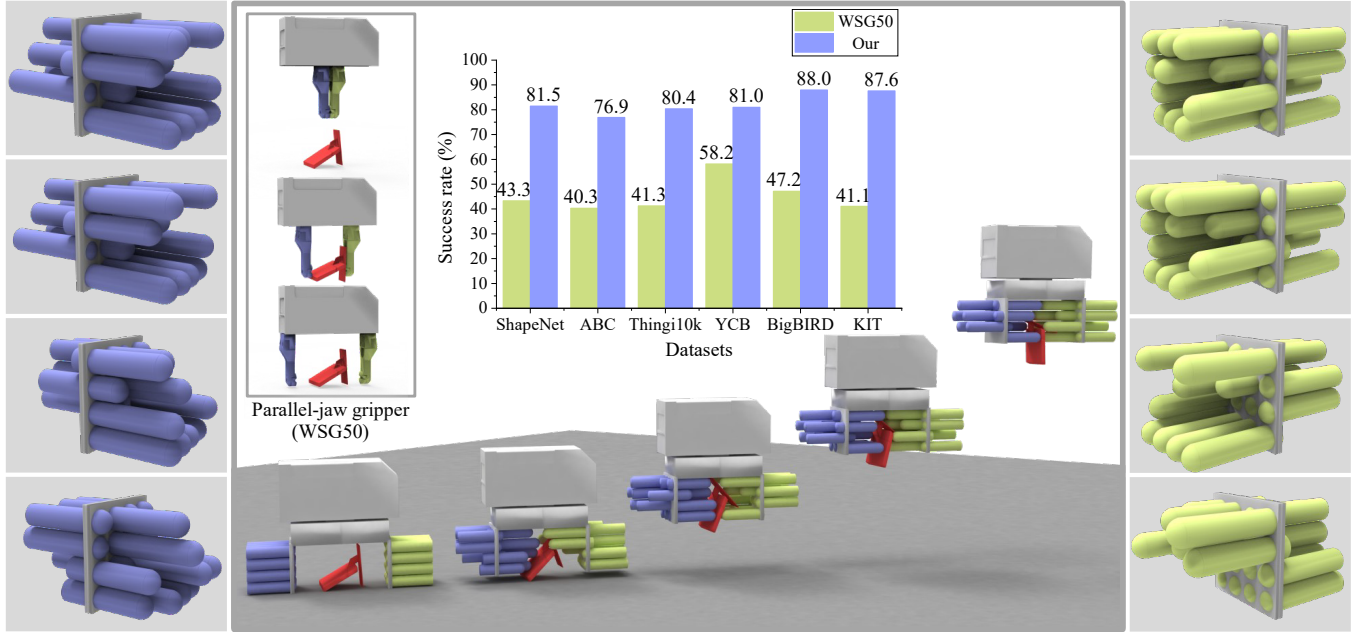 WSG50
Our
Success rate (%)
100
90
80
70
60
50
40
30
20
10
0
43.3
81.5
40.3
76.9
41.3
80.4
58.2
81.0
47.2
88.0
41.1
87.6
ShapeNet
ABC
Thingi10k
YCB
BigBIRD
KIT
Datasets
Parallel-jaw gripper
(WSG50)